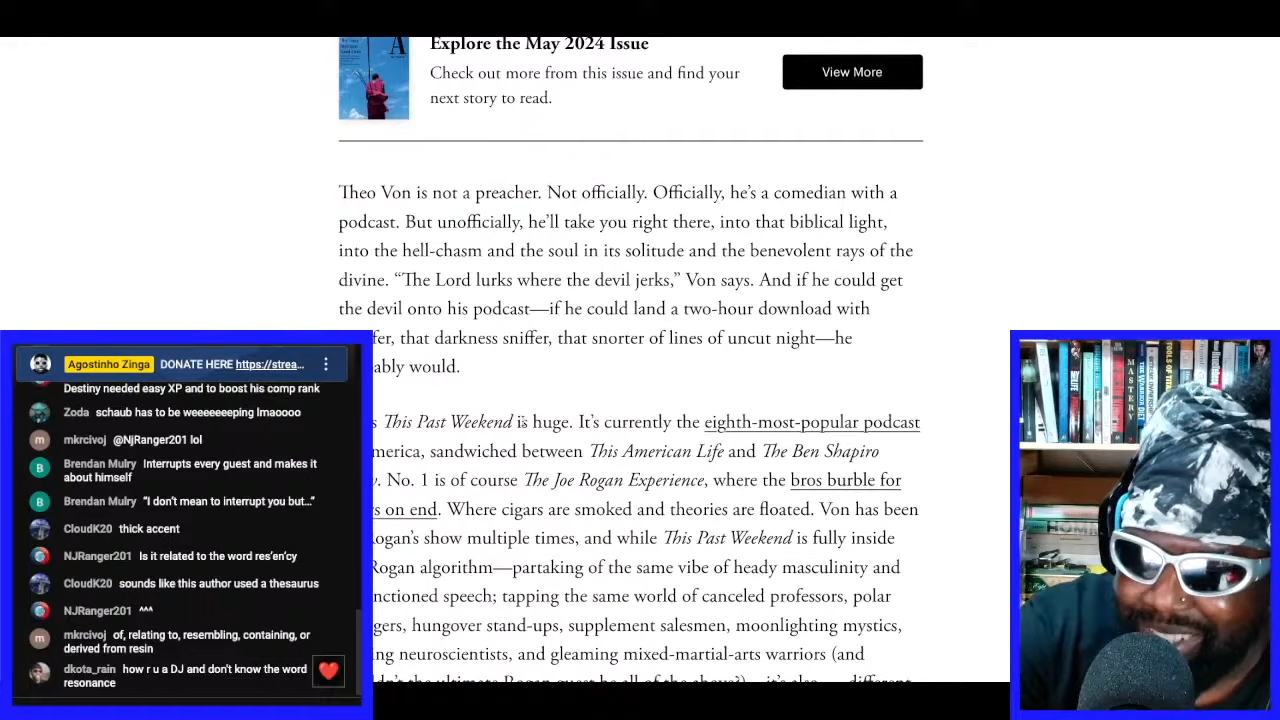 Explore the May 2024 Issue
Check out more from this issue and find your
next story to read.
View More
Theo Von is not a preacher. Not officially. Officially, he's a comedian with a
podcast. But unofficially, he'll take you right there, into that biblical light,
into the hell-chasm and the soul in its solitude and the benevolent rays of the
divine. “The Lord lurks where the devil jerks,” Von says. And if he could get
the devil onto his podcast—if he could land a two-hour download with
fer, that darkness sniffer, that snorter of lines of uncut night—he
ably would.
s This Past Weekend is huge. It's currently the eighth-most-popular podcast
merica, sandwiched between This American Life and The Ben Shapiro
. No. 1 is of course The Joe Rogan Experience, where the bros burble for
s on end. Where cigars are smoked and theories are floated. Von has been
ogan's show multiple times, and while This Past Weekend is fully inside
Rogan algorithm—partaking of the same vibe of heady masculinity and
nctioned speech; tapping the same world of canceled professors, polar
gers, hungover stand-ups, supplement salesmen, moonlighting mystics,
ng neuroscientists, and gleaming mixed-martial-arts warriors (and
Agostinho Zinga DONATE HERE https://strea...
Destiny needed easy XP and to boost his comp rank
Zoda schaub has to be weeeeeeeping lmaoooo
mkrcivoj @NjRanger201 lol
Brendan Mulry Interrupts every guest and makes it
about himself
Brendan Mulry “I don't mean to interrupt you but...”
CloudK20 thick accent
NJRanger201 Is it related to the word res'en'cy
CloudK20 sounds like this author used a thesaurus
NJRanger201 ^^^
mkrcivoj of, relating to, resembling, containing, or
derived from resin
dkota_rain how r u a DJ and don't know the word
resonance
MASTERY